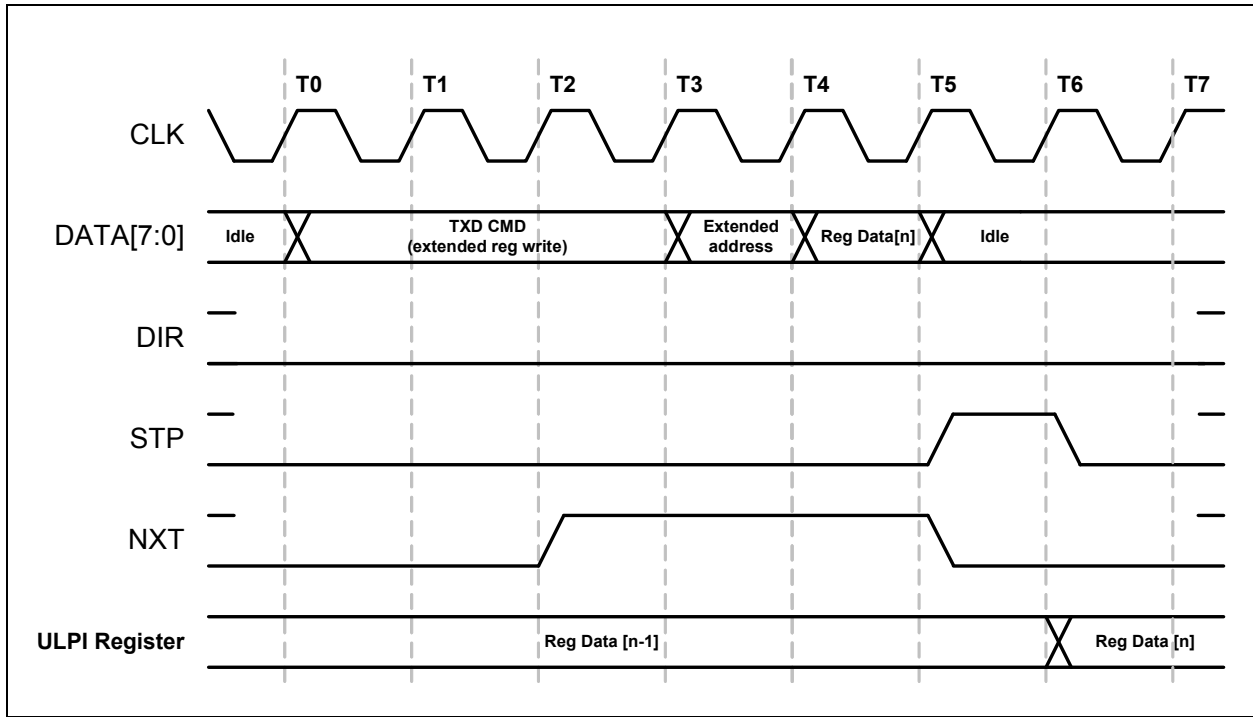 T0 T1 T2 T3 T4 T5 T6 T7
CLK
DATA[7:0] Idle TXD CMD Extended Reg Data[n] Idle
(extended reg write) address
DIR
STP
NXT
ULPI Register Reg Data [n-1] Reg Data [n]